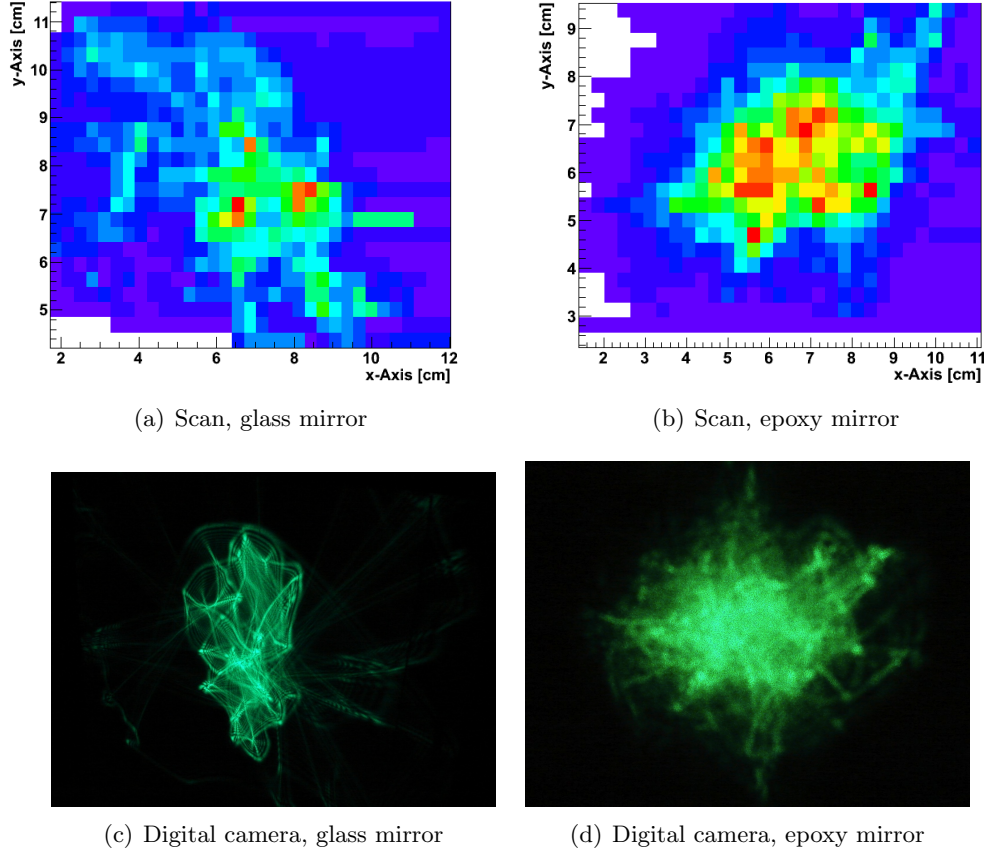 y-Axis [cm]
11
10
9
8
7
6
5
2 4 6 8 10 12
x-Axis [cm]
y-Axis [cm]
9
8
7
6
5
4
3
2 3 4 5 6 7 8 9 10 11
x-Axis [cm]
(a) Scan, glass mirror
(b) Scan, epoxy mirror
(c) Digital camera, glass mirror
(d) Digital camera, epoxy mirror